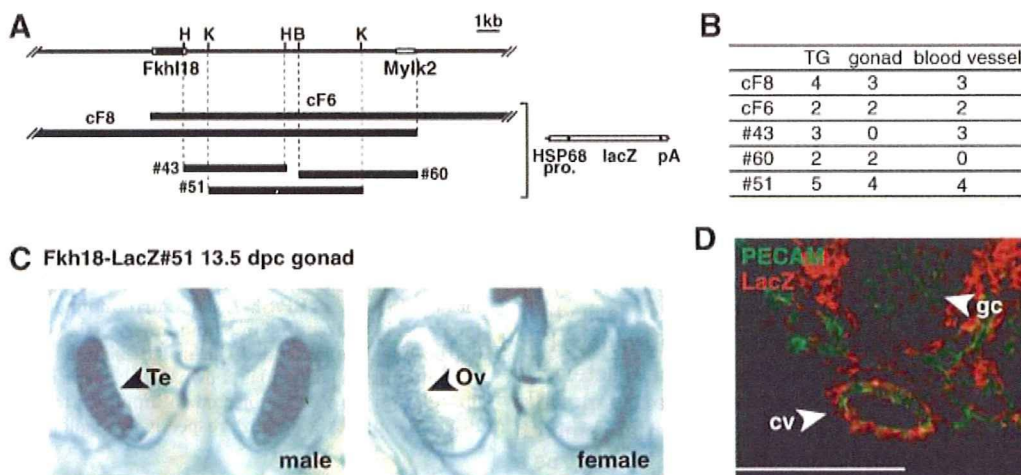 A
H K H B K 1kb
Fkhl18 Mylk2
cF6
cF8
#43
#60
#51
HSP68 lacZ pA
pro.
B
TG gonad blood vessel
cF8 4 3 3
cF6 2 2 2
#43 3 0 3
#60 2 2 0
#51 5 4 4
C Fkh18-LacZ#51 13.5 dpc gonad
Te
male
Ov
female
D
PECAM
LacZ
gc
cv